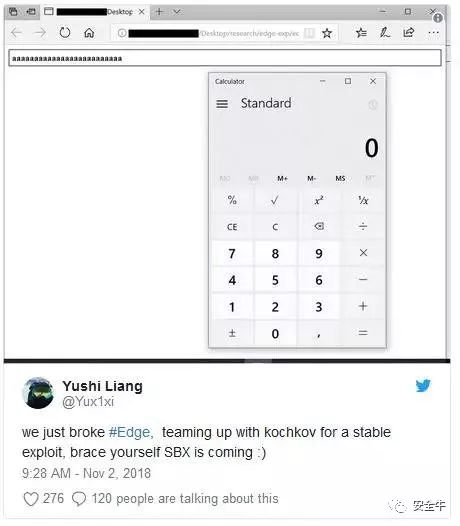 /Desktop
/Desktop/research/edge-exp/e
aaaaaaaaaaaaaaaaaaaaaaaaa
Calculator
Standard
0
MC MR M+ M- MS M
% √ x² ¹/x
CE C ÷
7 8 9 ×
4 5 6 −
1 2 3 +
± 0 , =
Yushi Liang
@Yux1xi
we just broke #Edge, teaming up with kochkov for a stable
exploit, brace yourself SBX is coming :)
9:28 AM - Nov 2, 2018
276 120 people are talking about this
安全牛